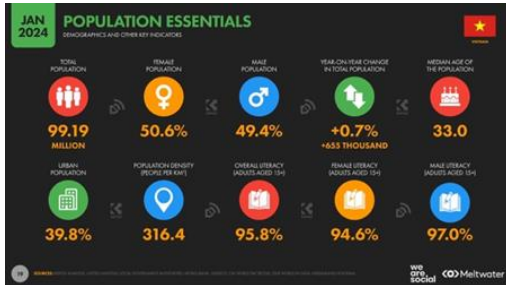 JAN
2024
POPULATION ESSENTIALS
DEMOGRAPHICS AND OTHER KEY INDICATORS
VIETNAM
TOTAL
POPULATION
99.19
MILLION
FEMALE
POPULATION
50.6%
MALE
POPULATION
49.4%
YEAR-ON-YEAR CHANGE
IN TOTAL POPULATION
+0.7%
+655 THOUSAND
MEDIAN AGE OF
THE POPULATION
33.0
URBAN
POPULATION
39.8%
POPULATION DENSITY
(PEOPLE PER KM²)
316.4
OVERALL LITERACY
(ADULTS AGED 15+)
95.8%
FEMALE LITERACY
(ADULTS AGED 15+)
94.6%
MALE LITERACY
(ADULTS AGED 15+)
97.0%
SOURCES:
we
are.
social
Meltwater